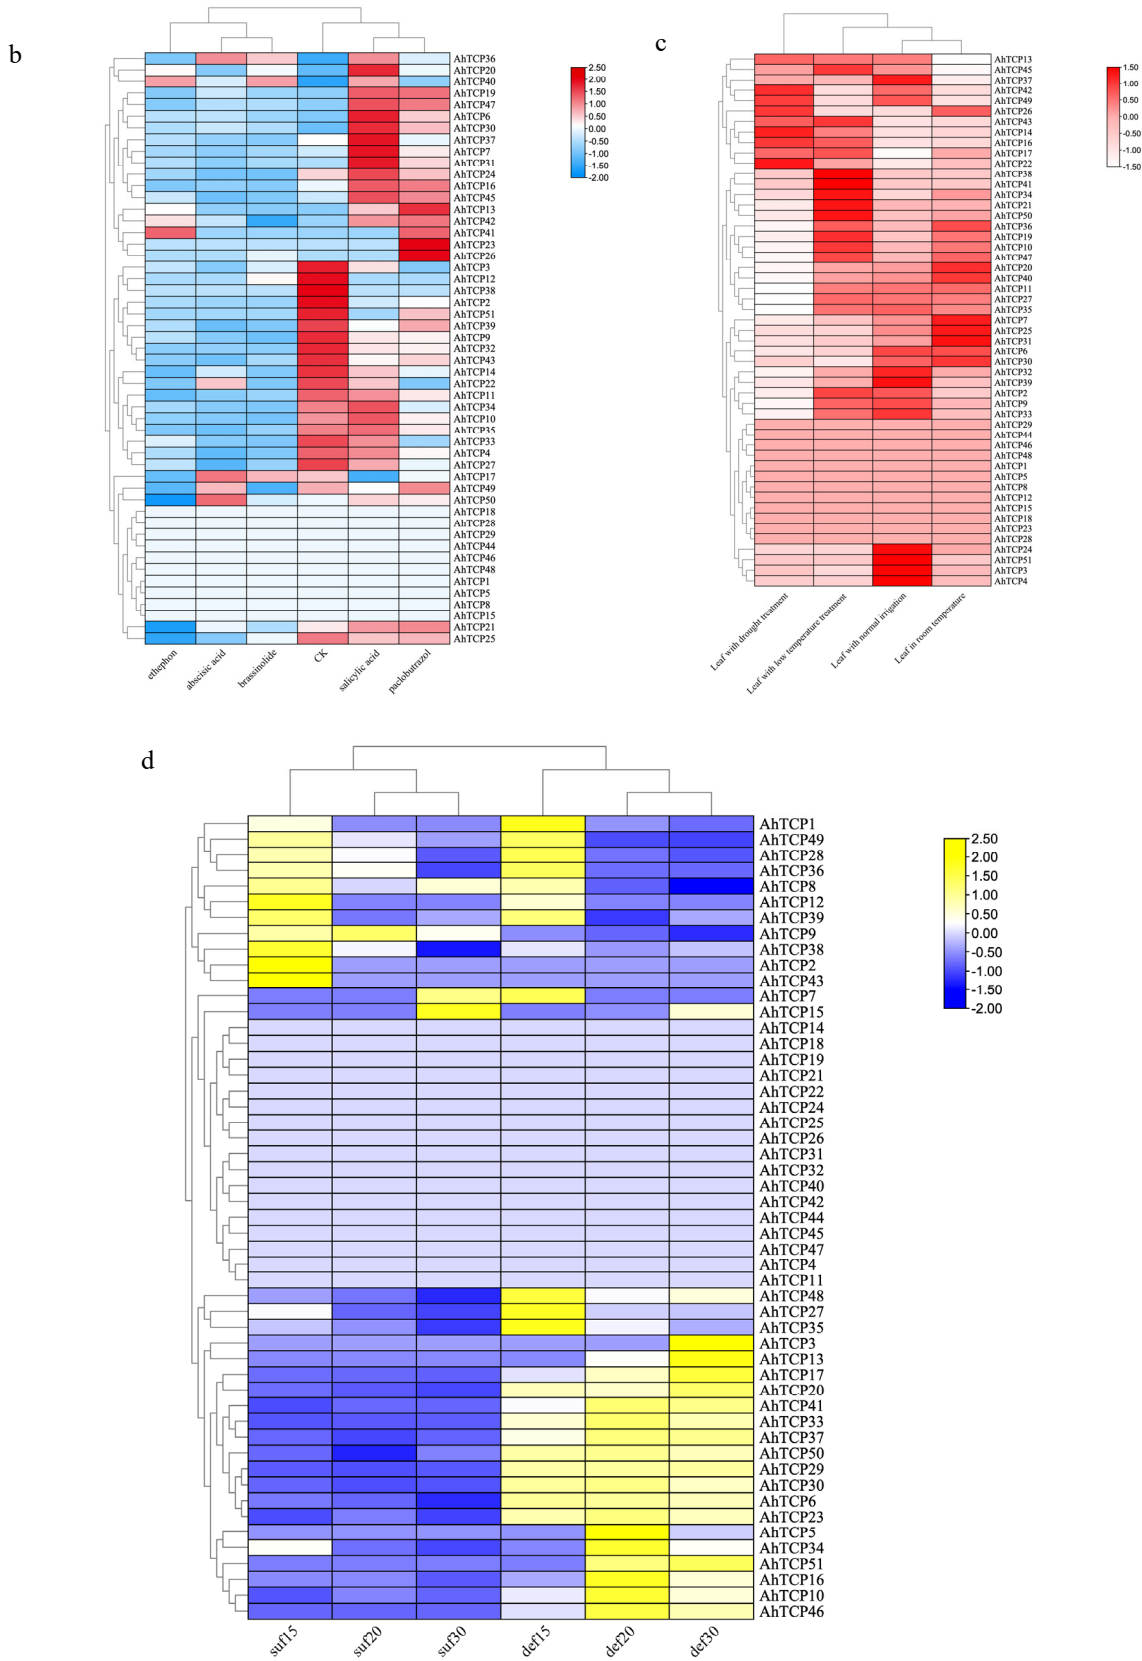 b
AhTCP36
AhTCP20
AhTCP40
AhTCP19
AhTCP47
AhTCP6
AhTCP30
AhTCP37
AhTCP7
AhTCP31
AhTCP24
AhTCP16
AhTCP45
AhTCP13
AhTCP42
AhTCP41
AhTCP23
AhTCP26
AhTCP3
AhTCP12
AhTCP38
AhTCP2
AhTCP51
AhTCP39
AhTCP9
AhTCP32
AhTCP43
AhTCP14
AhTCP22
AhTCP11
AhTCP34
AhTCP10
AhTCP35
AhTCP33
AhTCP4
AhTCP27
AhTCP17
AhTCP49
AhTCP50
AhTCP18
AhTCP28
AhTCP29
AhTCP44
AhTCP46
AhTCP48
AhTCP1
AhTCP5
AhTCP8
AhTCP15
AhTCP21
AhTCP25
ethephon
abscisic acid
brassinolide
CK
salicylic acid
paclobutrazol
2.50
2.00
1.50
1.00
0.50
0.00
-0.50
-1.00
-1.50
-2.00
c
AhTCP13
AhTCP45
AhTCP37
AhTCP42
AhTCP49
AhTCP26
AhTCP43
AhTCP14
AhTCP16
AhTCP17
AhTCP22
AhTCP38
AhTCP41
AhTCP34
AhTCP21
AhTCP50
AhTCP36
AhTCP19
AhTCP10
AhTCP47
AhTCP20
AhTCP40
AhTCP11
AhTCP27
AhTCP35
AhTCP7
AhTCP25
AhTCP31
AhTCP6
AhTCP30
AhTCP32
AhTCP39
AhTCP2
AhTCP9
AhTCP33
AhTCP29
AhTCP44
AhTCP46
AhTCP48
AhTCP1
AhTCP5
AhTCP8
AhTCP12
AhTCP15
AhTCP18
AhTCP23
AhTCP28
AhTCP24
AhTCP51
AhTCP3
AhTCP4
Leaf with drought treatment
Leaf with low temperature treatment
Leaf with normal irrigation
Leaf in room temperature
1.50
1.00
0.50
0.00
-0.50
-1.00
-1.50
d
AhTCP1
AhTCP49
AhTCP28
AhTCP36
AhTCP8
AhTCP12
AhTCP39
AhTCP9
AhTCP38
AhTCP2
AhTCP43
AhTCP7
AhTCP15
AhTCP14
AhTCP18
AhTCP19
AhTCP21
AhTCP22
AhTCP24
AhTCP25
AhTCP26
AhTCP31
AhTCP32
AhTCP40
AhTCP42
AhTCP44
AhTCP45
AhTCP47
AhTCP4
AhTCP11
AhTCP48
AhTCP27
AhTCP35
AhTCP3
AhTCP13
AhTCP17
AhTCP20
AhTCP41
AhTCP33
AhTCP37
AhTCP50
AhTCP29
AhTCP30
AhTCP6
AhTCP23
AhTCP5
AhTCP34
AhTCP51
AhTCP16
AhTCP10
AhTCP46
suf15
suf20
suf30
def15
def20
def30
2.50
2.00
1.50
1.00
0.50
0.00
-0.50
-1.00
-1.50
-2.00